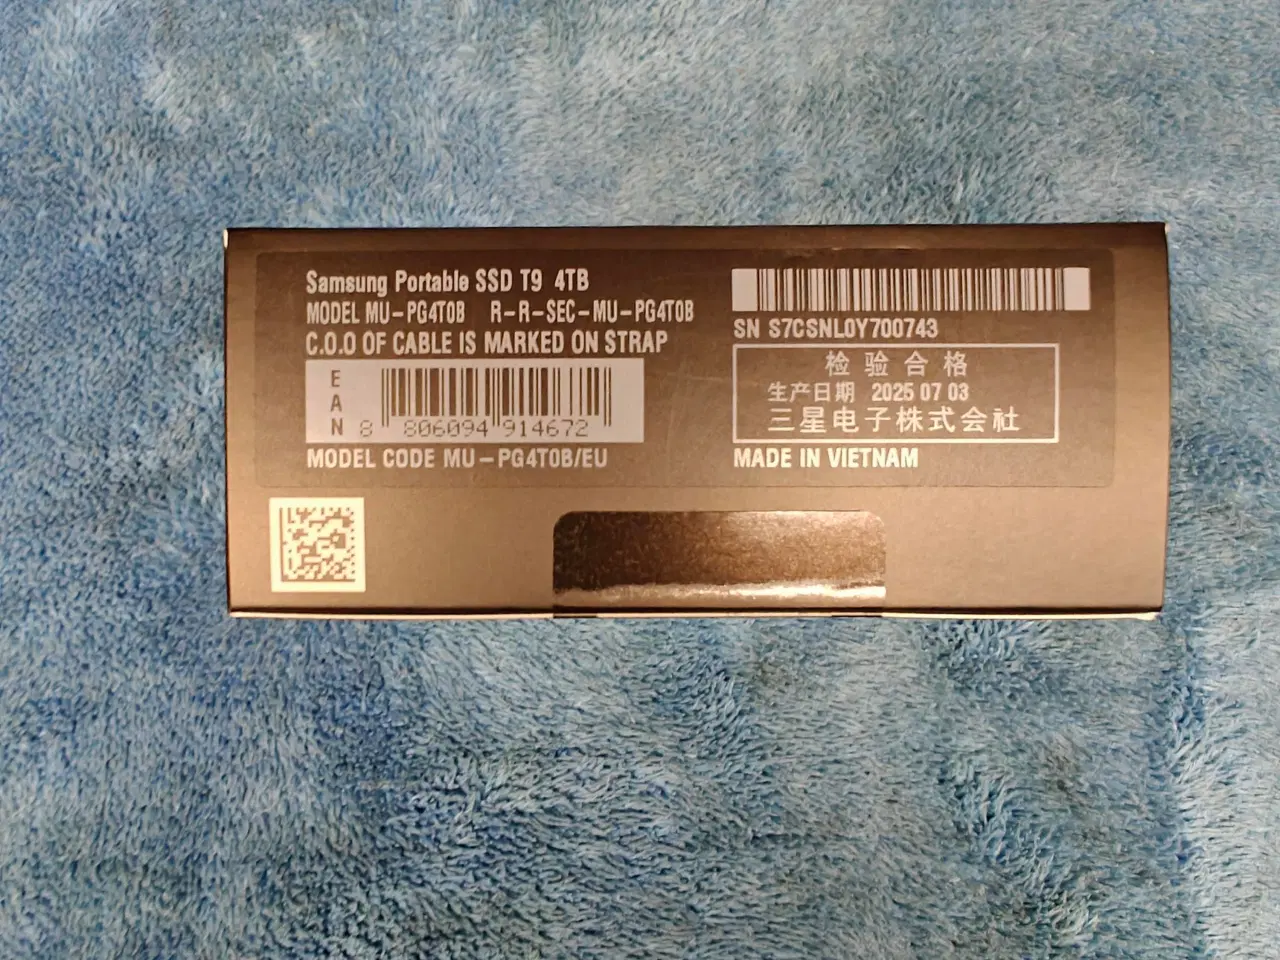 Samsung Portable SSD T9 4TB
MODEL MU-PG4T0B R-R-SEC-MU-PG4T0B
C.O.O OF CABLE IS MARKED ON STRAP
EAN
8 806094 914672
MODEL CODE MU-PG4T0B/EU
SN S7CSNL0Y700743
检验合格
生产日期 2025 07 03
三星电子株式会社
MADE IN VIETNAM